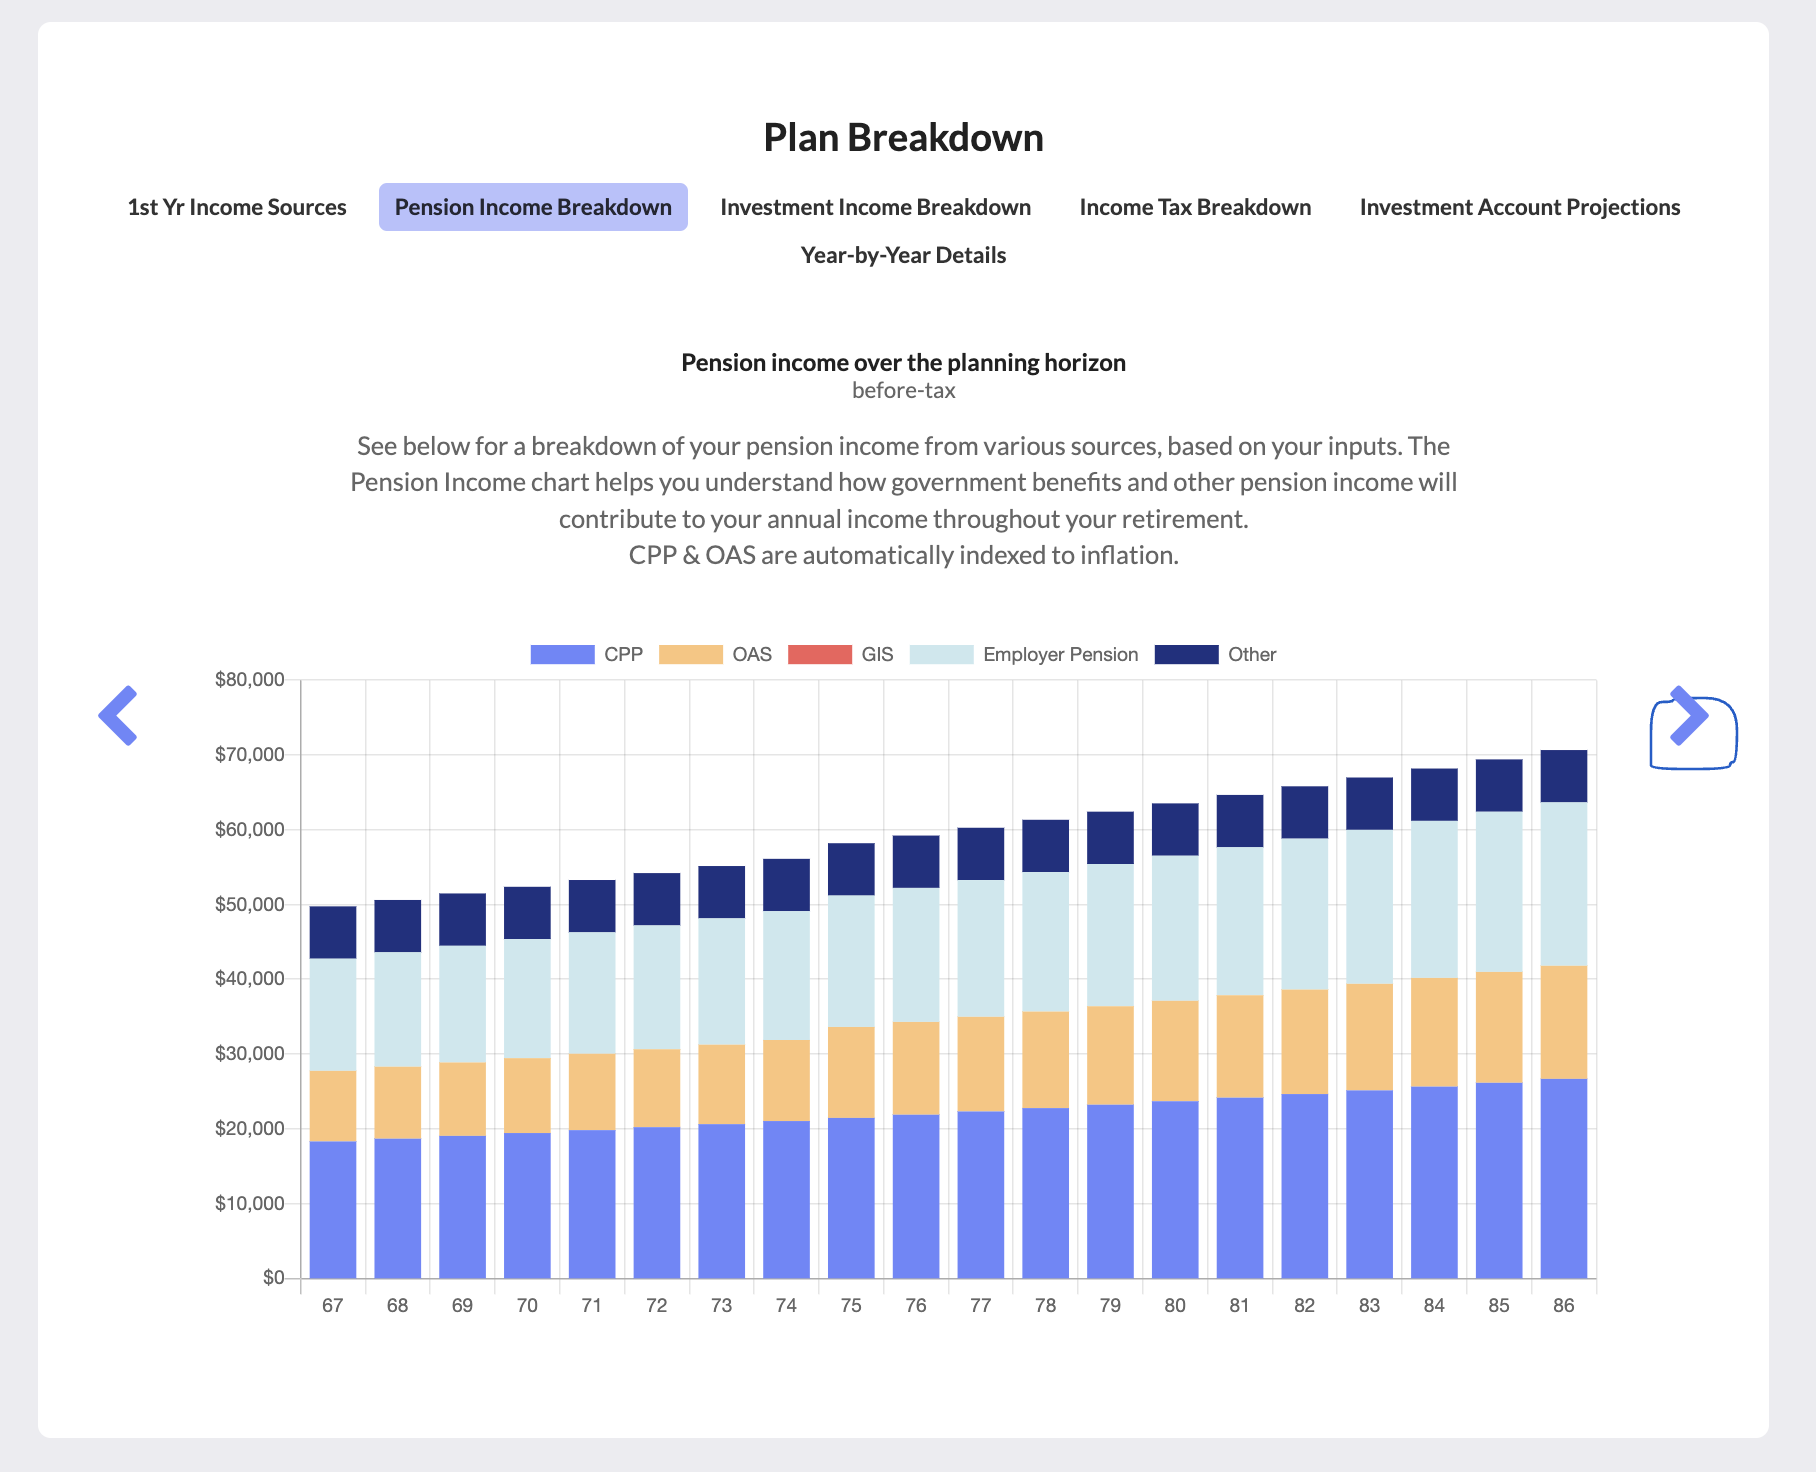 Plan Breakdown
1st Yr Income Sources
Pension Income Breakdown
Investment Income Breakdown
Income Tax Breakdown
Investment Account Projections
Year-by-Year Details
Pension income over the planning horizon
before-tax
See below for a breakdown of your pension income from various sources, based on your inputs. The
Pension Income chart helps you understand how government benefits and other pension income will
contribute to your annual income throughout your retirement.
CPP & OAS are automatically indexed to inflation.
CPP OAS GIS Employer Pension Other
$80,000
$70,000
$60,000
$50,000
$40,000
$30,000
$20,000
$10,000
$0
67 68 69 70 71 72 73 74 75 76 77 78 79 80 81 82 83 84 85 86